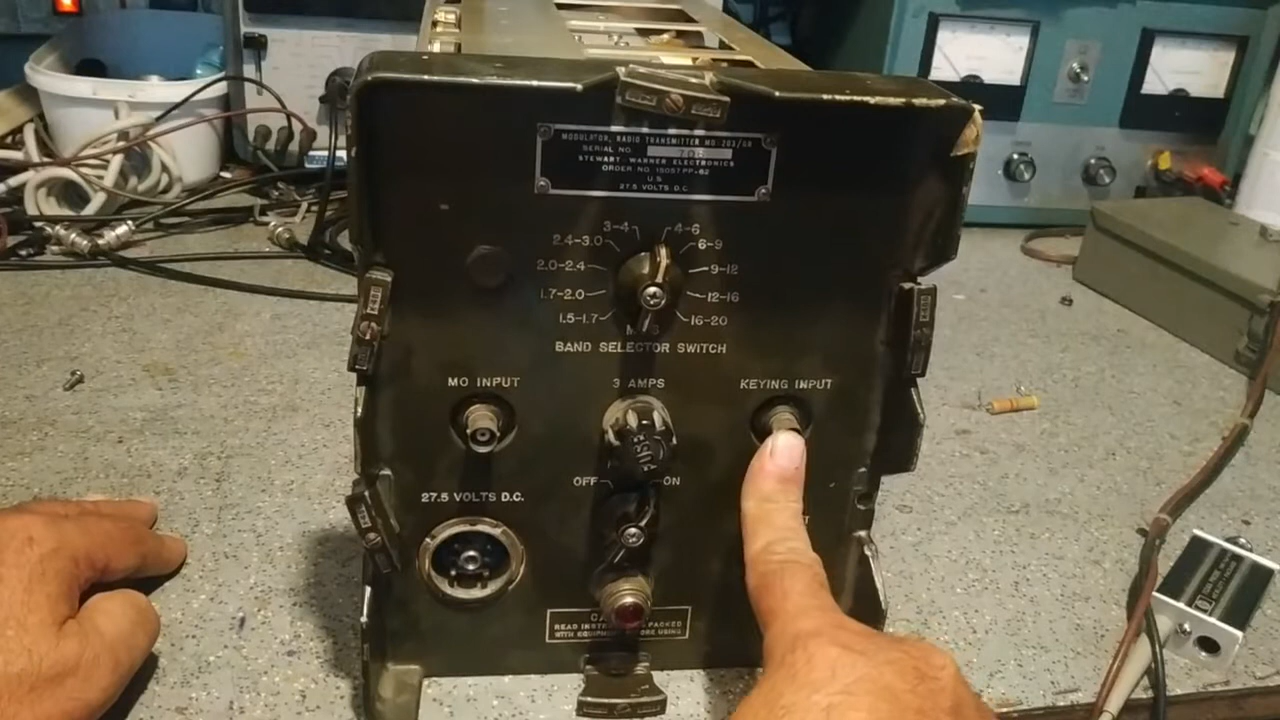 MODULATOR, RADIO TRANSMITTER MD-203/GR
SERIAL NO. 706
STEWART WARNER ELECTRONICS
ORDER NO. 15057-PP-62
U.S.
27.5 VOLTS D.C.
3-4 4-6
2.4-3.0 6-9
2.0-2.4 9-12
1.7-2.0 12-16
1.5-1.7 16-20
BAND SELECTOR SWITCH
MO INPUT 3 AMPS KEYING INPUT
FUSE
OFF ON
27.5 VOLTS D.C.
READ PACKED
WITH USING